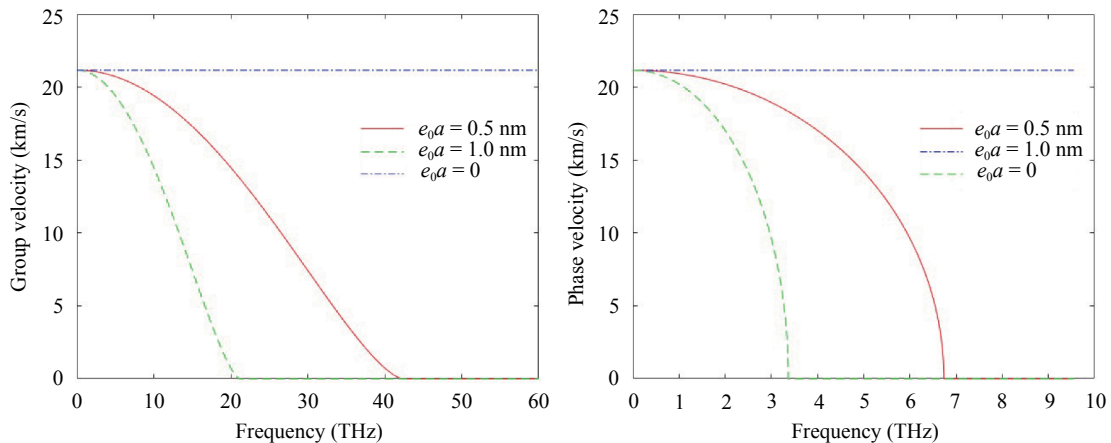 25
20
15
10
5
0
Group velocity (km/s)
e₀a = 0.5 nm
e₀a = 1.0 nm
e₀a = 0
0 10 20 30 40 50 60
Frequency (THz)
25
20
15
10
5
0
Phase velocity (km/s)
e₀a = 0.5 nm
e₀a = 1.0 nm
e₀a = 0
0 1 2 3 4 5 6 7 8 9 10
Frequency (THz)